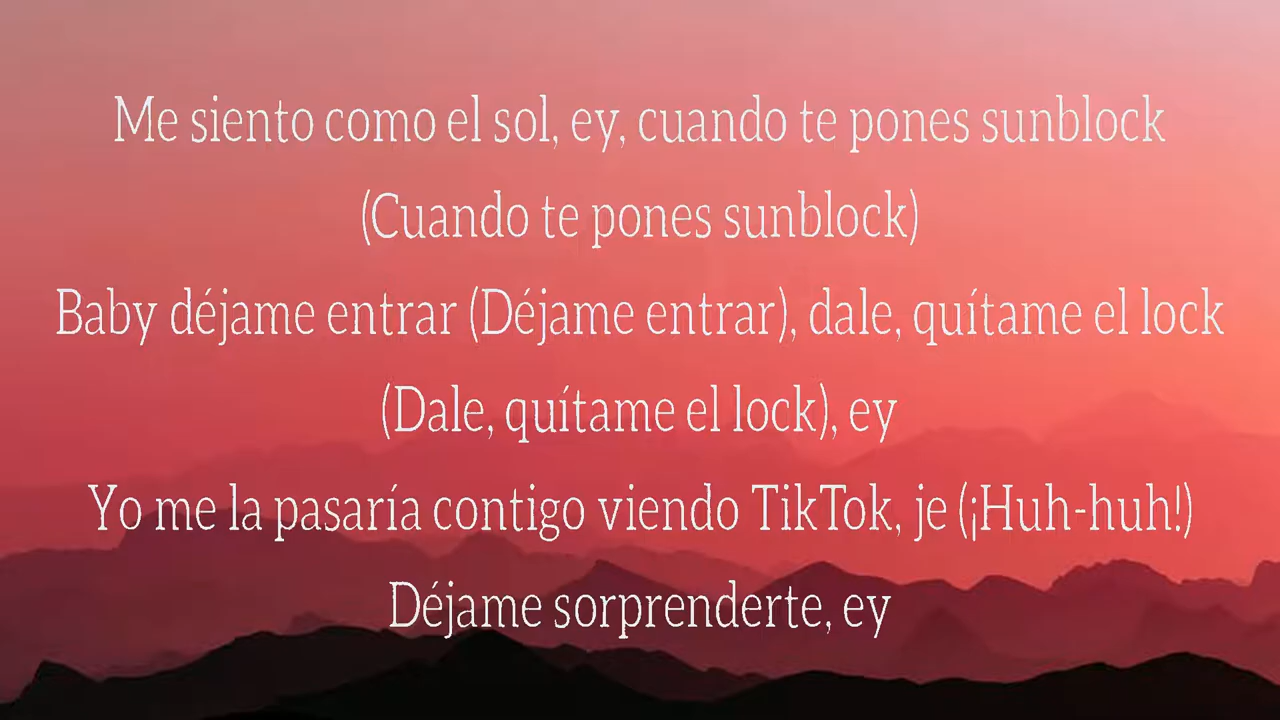 Me siento como el sol, ey, cuando te pones sunblock
(Cuando te pones sunblock)
Baby déjame entrar (Déjame entrar), dale, quítame el lock
(Dale, quítame el lock), ey
Yo me la pasaría contigo viendo TikTok, je (¡Huh-huh!)
Déjame sorprenderte, ey